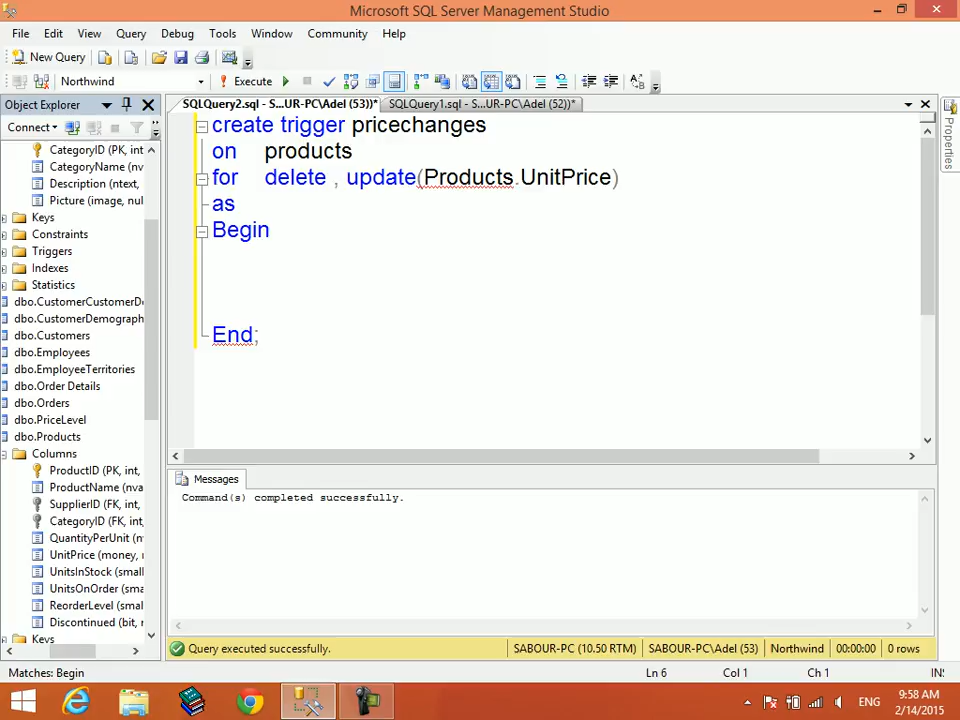 Microsoft SQL Server Management Studio
File Edit View Query Debug Tools Window Community Help
New Query
Northwind Execute
Object Explorer
SQLQuery2.sql - S...UR-PC\Adel (53))* SQLQuery1.sql - S...UR-PC\Adel (52))*
Connect
create trigger pricechanges
on products
for delete , update(Products.UnitPrice)
as
Begin
End;
CategoryID (PK, int
CategoryName (nv
Description (ntext,
Picture (image, nul
Keys
Constraints
Triggers
Indexes
Statistics
dbo.CustomerCustomerD
dbo.CustomerDemograph
dbo.Customers
dbo.Employees
dbo.EmployeeTerritories
dbo.Order Details
dbo.Orders
dbo.PriceLevel
dbo.Products
Columns
ProductID (PK, int,
ProductName (nva
SupplierID (FK, int,
CategoryID (FK, int,
QuantityPerUnit (n
UnitPrice (money, 
UnitsInStock (small
UnitsOnOrder (sma
ReorderLevel (smal
Discontinued (bit, n
Keys
Properties
Messages
Command(s) completed successfully.
Query executed successfully. SABOUR-PC (10.50 RTM) SABOUR-PC\Adel (53) Northwind 00:00:00 0 rows
Matches: Begin Ln 6 Col 1 Ch 1 INS
ENG
9:58 AM
2/14/2015